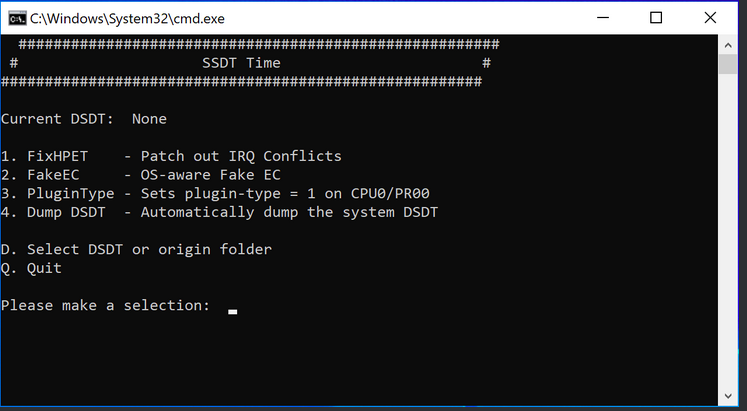 C:\Windows\System32\cmd.exe
#######################################################
# SSDT Time #
#######################################################
Current DSDT: None
1. FixHPET - Patch out IRQ Conflicts
2. FakeEC - OS-aware Fake EC
3. PluginType - Sets plugin-type = 1 on CPU0/PR00
4. Dump DSDT - Automatically dump the system DSDT
D. Select DSDT or origin folder
Q. Quit
Please make a selection: